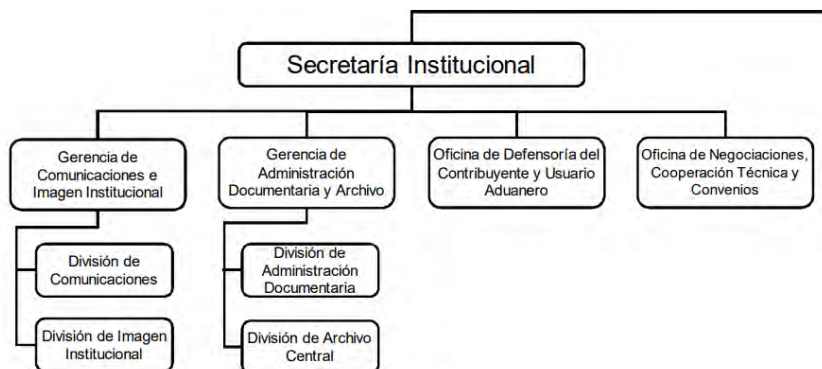 Secretaría Institucional
Gerencia de
Comunicaciones e
Imagen Institucional
Gerencia de
Administración
Documentaria y Archivo
Oficina de Defensoría del
Contribuyente y Usuario
Aduanero
Oficina de Negociaciones,
Cooperación Técnica y
Convenios
División de
Comunicaciones
División de Imagen
Institucional
División de
Administración
Documentaria
División de Archivo
Central